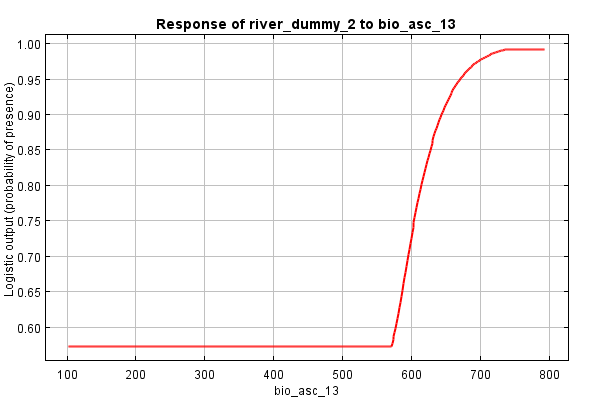 Response of river_dummy_2 to bio_asc_13
Logistic output (probability of presence)
1.00
0.95
0.90
0.85
0.80
0.75
0.70
0.65
0.60
100 200 300 400 500 600 700 800
bio_asc_13